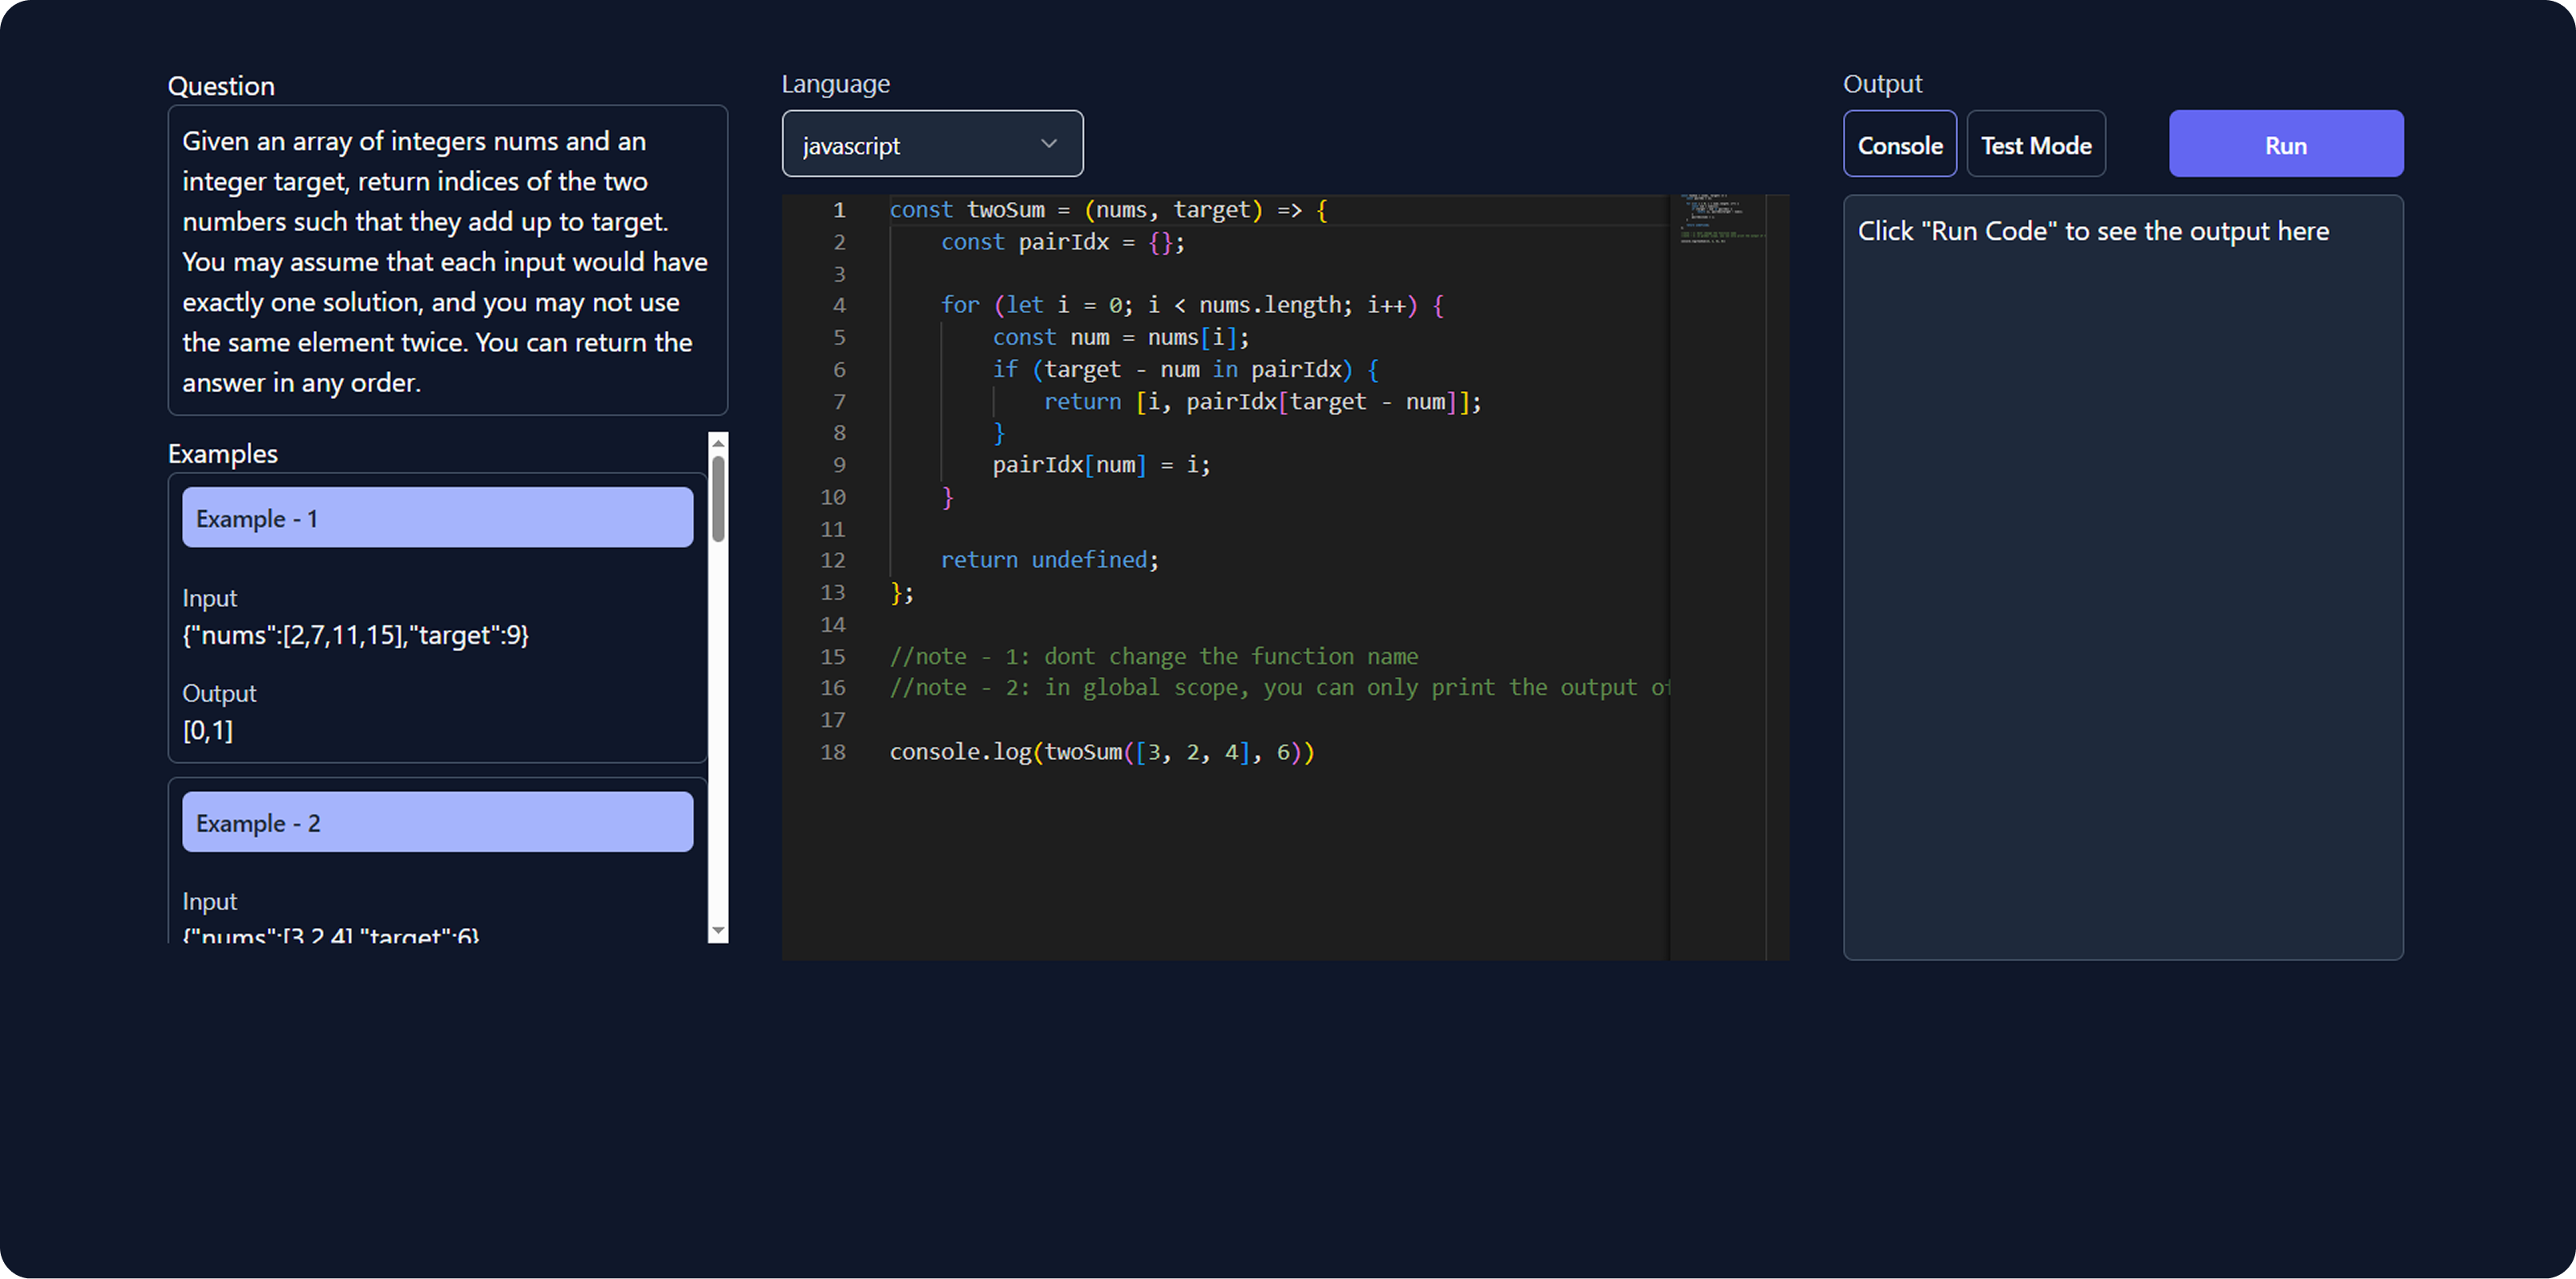 Question
Given an array of integers nums and an
integer target, return indices of the two
numbers such that they add up to target.
You may assume that each input would have
exactly one solution, and you may not use
the same element twice. You can return the
answer in any order.
Examples
Example - 1
Input
{"nums":[2,7,11,15],"target":9}
Output
[0,1]
Example - 2
Input
{"nums":[3,2,4],"target":6}
Language
javascript
1 const twoSum = (nums, target) => {
2     const pairIdx = {};
3
4     for (let i = 0; i < nums.length; i++) {
5         const num = nums[i];
6         if (target - num in pairIdx) {
7             return [i, pairIdx[target - num]];
8         }
9         pairIdx[num] = i;
10     }
11
12     return undefined;
13 };
14
15 //note - 1: dont change the function name
16 //note - 2: in global scope, you can only print the output of
17
18 console.log(twoSum([3, 2, 4], 6))
Output
Console Test Mode Run
Click "Run Code" to see the output here